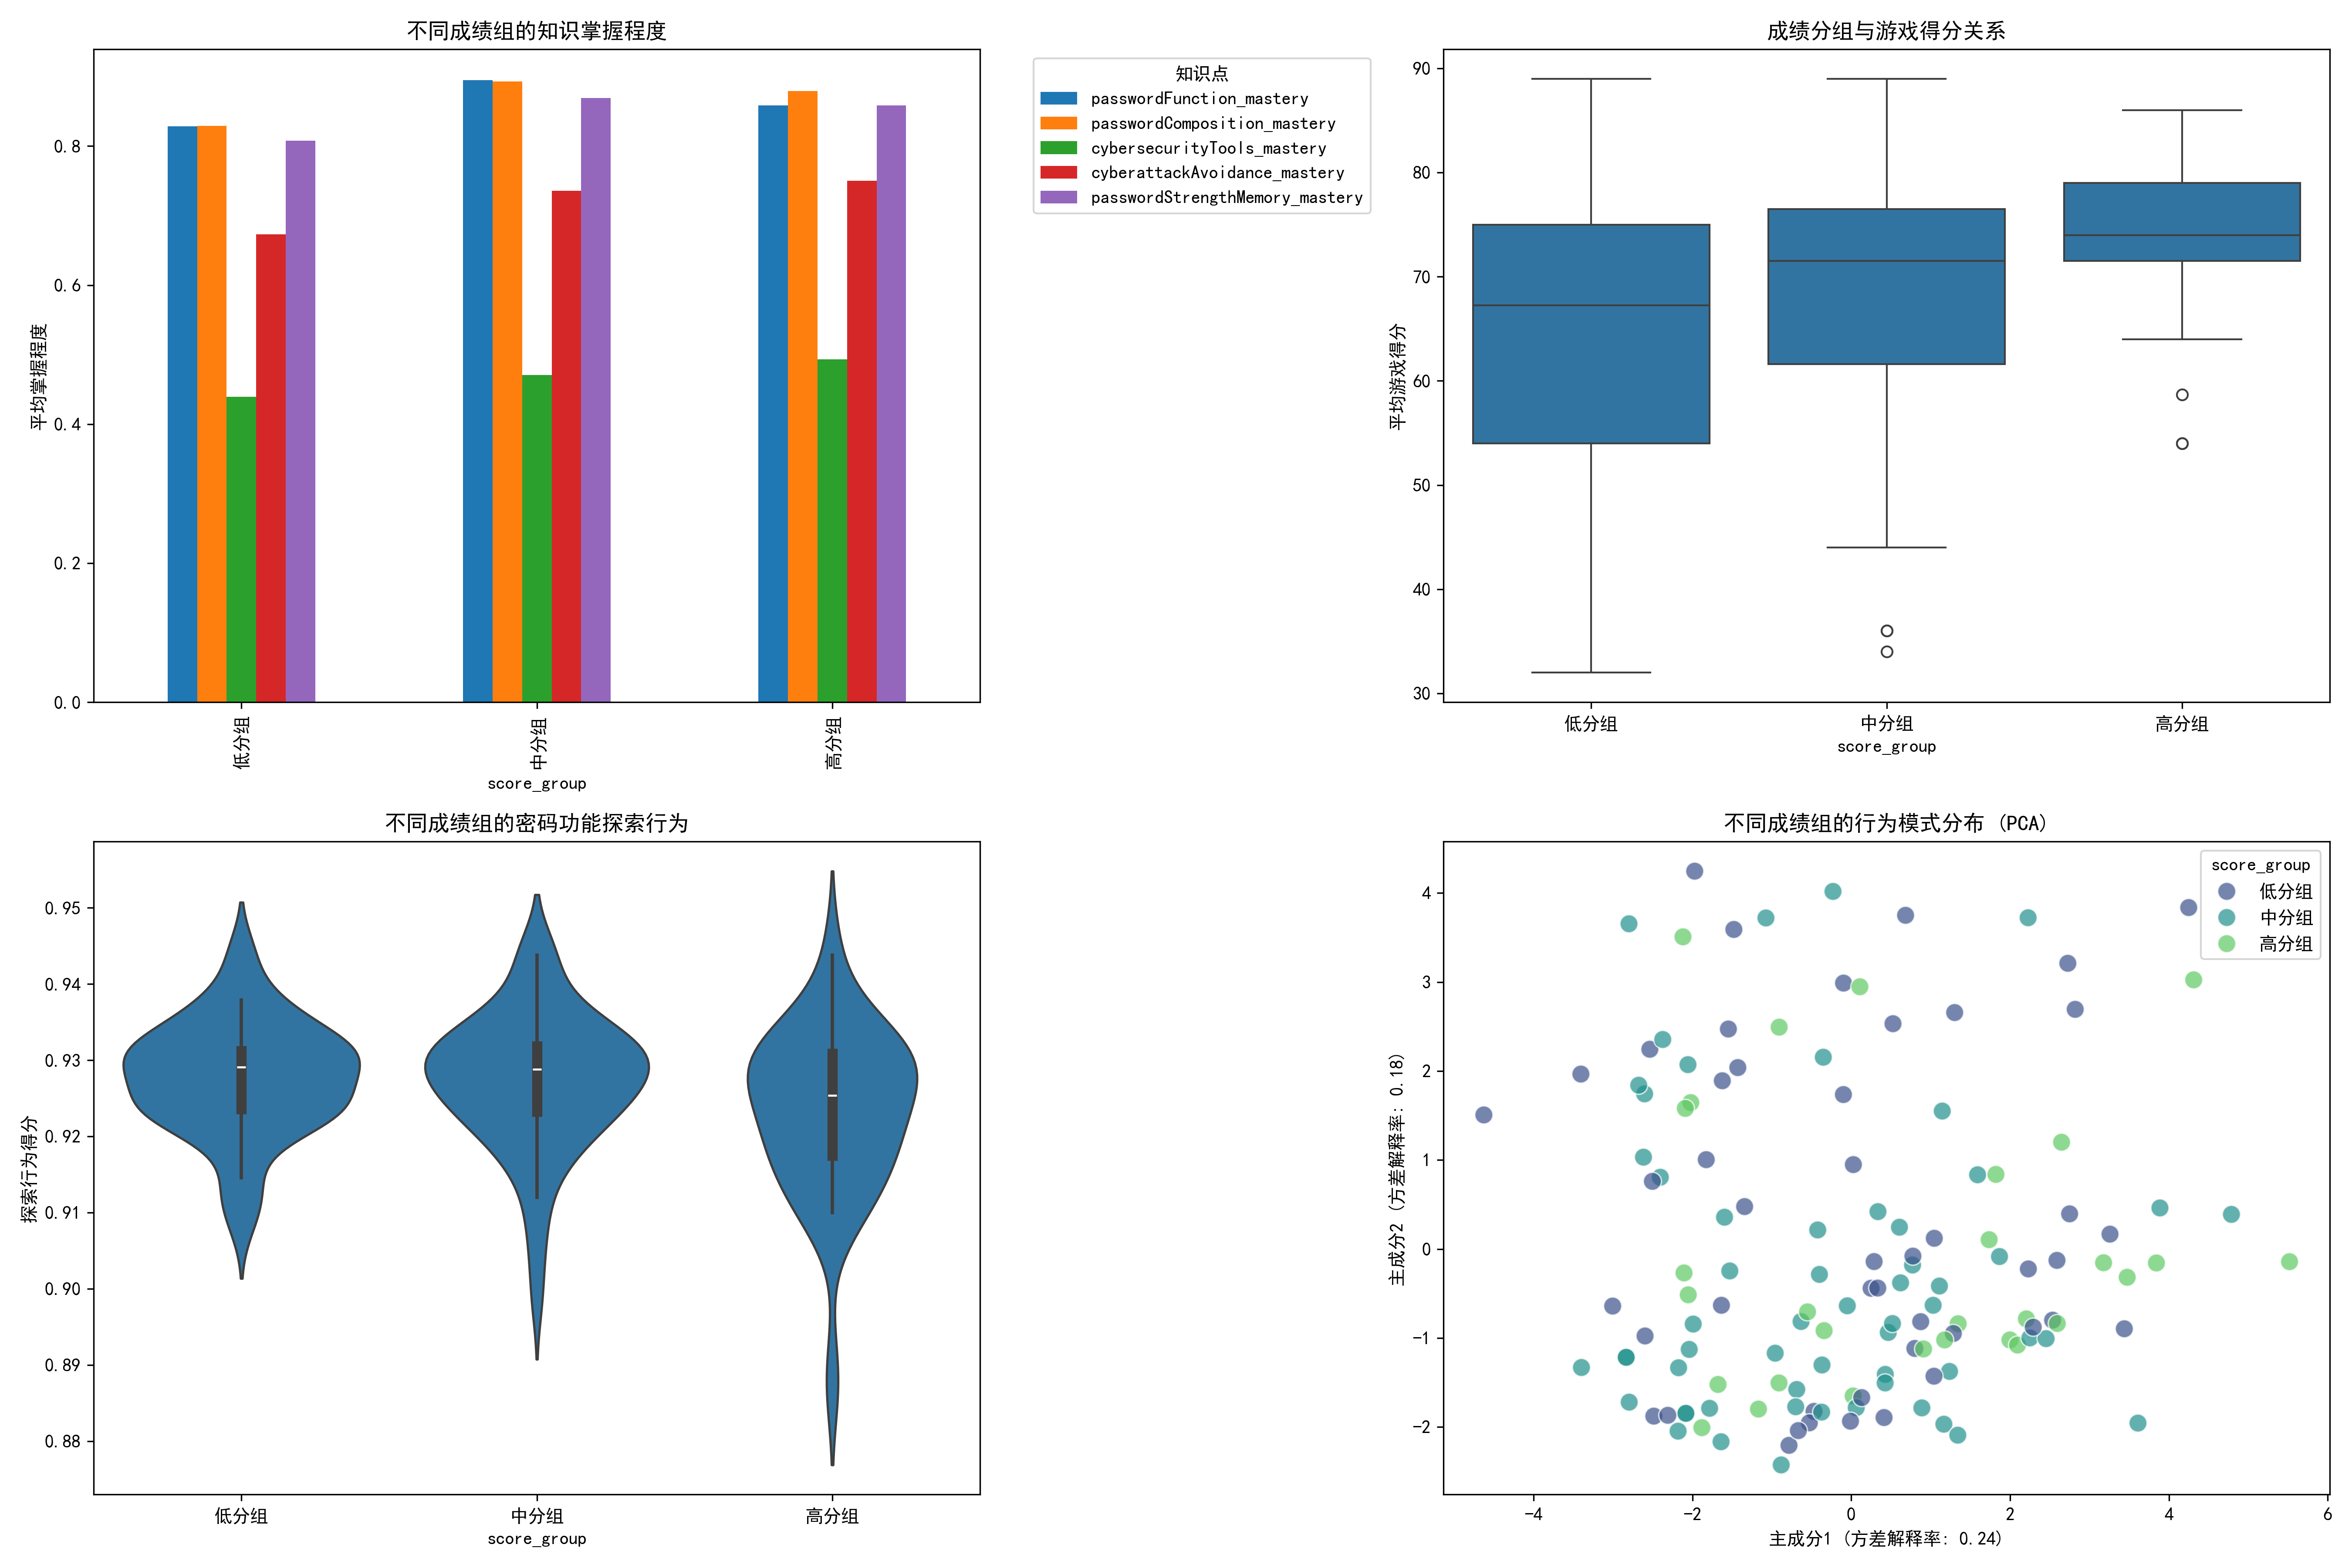 不同成绩组的知识掌握程度
平均掌握程度
0.8
0.6
0.4
0.2
0.0
低分组
中分组
高分组
score_group
知识点
passwordFunction_mastery
passwordComposition_mastery
cybersecurityTools_mastery
cyberattackAvoidance_mastery
passwordStrengthMemory_mastery
成绩分组与游戏得分关系
平均游戏得分
90
80
70
60
50
40
30
低分组
中分组
高分组
score_group
不同成绩组的密码功能探索行为
探索行为得分
0.95
0.94
0.93
0.92
0.91
0.90
0.89
0.88
低分组
中分组
高分组
score_group
不同成绩组的行为模式分布 (PCA)
主成分2 (方差解释率: 0.18)
4
3
2
1
0
−1
−2
score_group
低分组
中分组
高分组
−4
−2
0
2
4
6
主成分1 (方差解释率: 0.24)